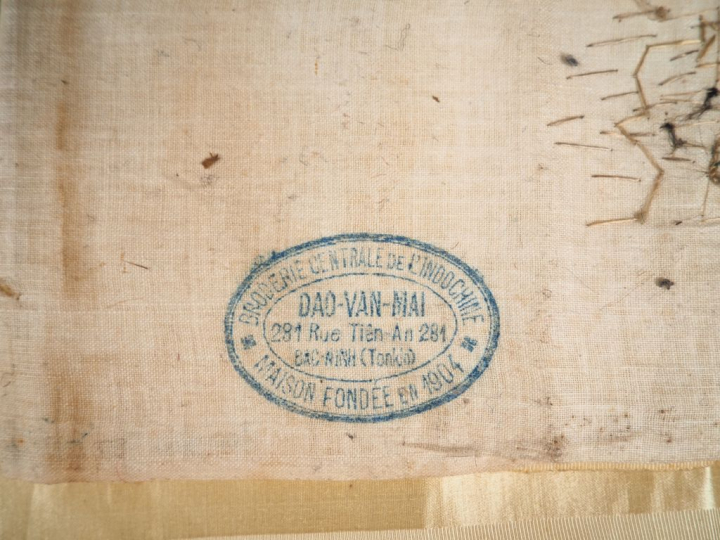 BRODERIE CENTRALE DE L'INDOCHINE
DAO-VAN-MAI
281 Rue Tiên-An 281
BAC-NINH (Tonkin)
MAISON FONDÉE EN 1904